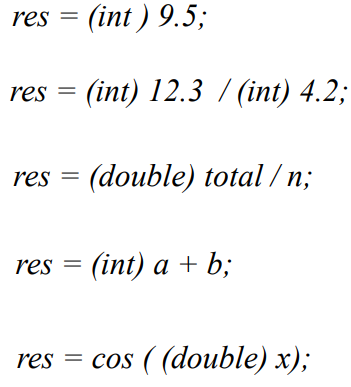 res = (int ) 9.5;
res = (int) 12.3 / (int) 4.2;
res = (double) total / n;
res = (int) a + b;
res = cos ( (double) x);